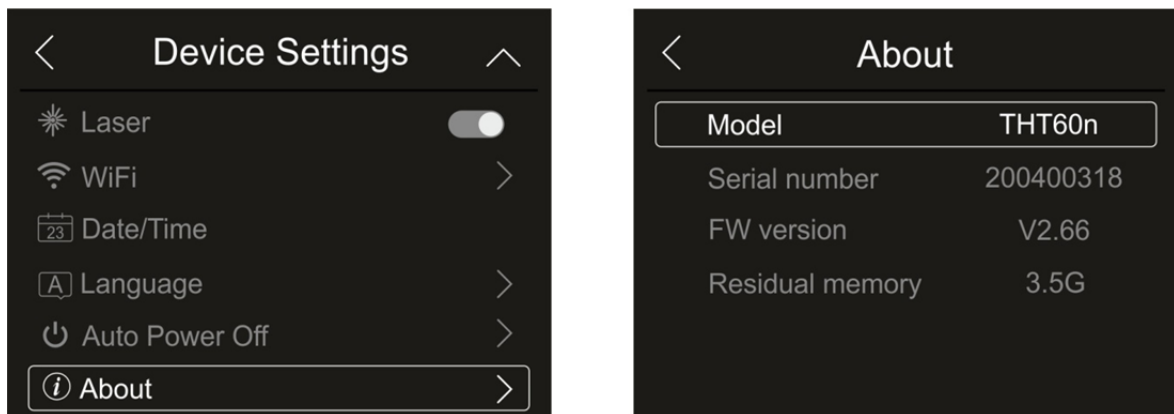 Device Settings
Laser
WiFi
23 Date/Time
A Language
Auto Power Off
i About
About
Model THT60n
Serial number 200400318
FW version V2.66
Residual memory 3.5G